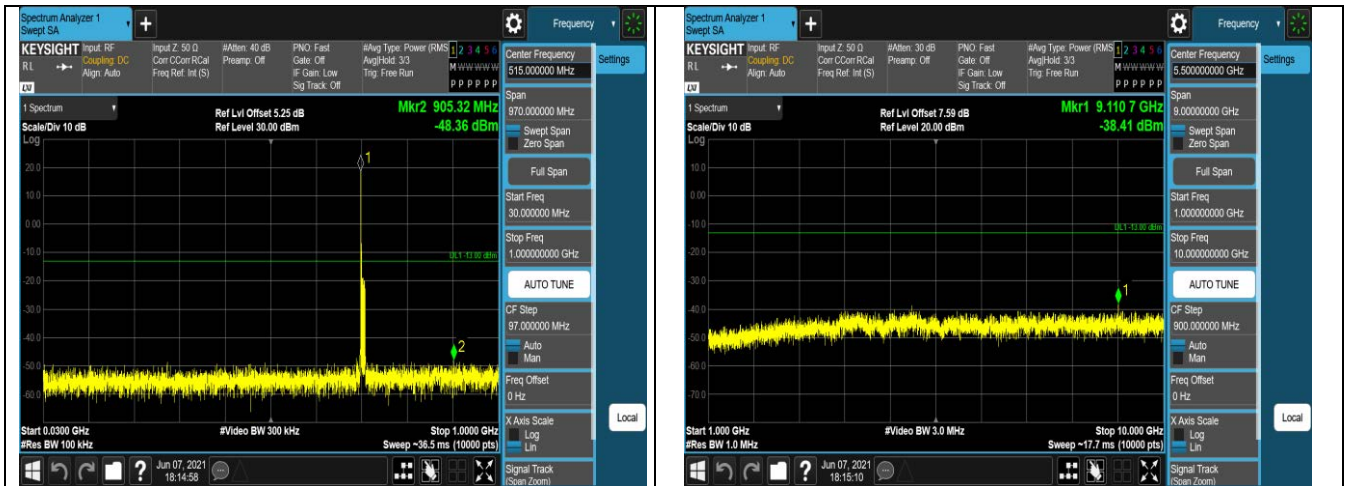 Spectrum Analyzer 1
Swept SA
+
Frequency
KEYSIGHT
RL
Input: RF
Coupling: DC
Align: Auto
Input Z: 50 Ω
Corr CCorr RCal
Freq Ref: Int (S)
#Atten: 40 dB
Preamp: Off
PNO: Fast
Gate: Off
IF Gain: Low
Sig Track: Off
#Avg Type: Power (RMS
Avg|Hold: 3/3
Trig: Free Run
1 2 3 4 5 6
M W W W W W
P P P P P P
Center Frequency
515.000000 MHz
Settings
1 Spectrum
Scale/Div 10 dB
Log
Ref Lvl Offset 5.25 dB
Ref Level 30.00 dBm
Mkr2 905.32 MHz
-48.36 dBm
Span
970.000000 MHz
Swept Span
Zero Span
Full Span
Start Freq
30.000000 MHz
Stop Freq
1.000000000 GHz
AUTO TUNE
CF Step
97.000000 MHz
Auto
Man
Freq Offset
0 Hz
X Axis Scale
Log
Lin
Signal Track
(Span Zoom)
Local
20.0
10.0
0.00
-10.0
-20.0
-30.0
-40.0
-50.0
-60.0
1
DL1 -13.00 dBm
2
Start 0.0300 GHz
#Res BW 100 kHz
#Video BW 300 kHz
Stop 1.0000 GHz
Sweep ~36.5 ms (10000 pts)
?
Jun 07, 2021
18:14:58
Spectrum Analyzer 1
Swept SA
+
Frequency
KEYSIGHT
RL
Input: RF
Coupling: DC
Align: Auto
Input Z: 50 Ω
Corr CCorr RCal
Freq Ref: Int (S)
#Atten: 30 dB
Preamp: Off
PNO: Fast
Gate: Off
IF Gain: Low
Sig Track: Off
#Avg Type: Power (RMS
Avg|Hold: 3/3
Trig: Free Run
1 2 3 4 5 6
M W W W W W
P P P P P P
Center Frequency
5.500000000 GHz
Settings
1 Spectrum
Scale/Div 10 dB
Log
Ref Lvl Offset 7.59 dB
Ref Level 20.00 dBm
Mkr1 9.110 7 GHz
-38.41 dBm
Span
9.00000000 GHz
Swept Span
Zero Span
Full Span
Start Freq
1.000000000 GHz
Stop Freq
10.000000000 GHz
AUTO TUNE
CF Step
900.000000 MHz
Auto
Man
Freq Offset
0 Hz
X Axis Scale
Log
Lin
Signal Track
(Span Zoom)
Local
10.0
0.00
-10.0
-20.0
-30.0
-40.0
-50.0
-60.0
-70.0
DL1 -13.00 dBm
1
Start 1.000 GHz
#Res BW 1.0 MHz
#Video BW 3.0 MHz
Stop 10.000 GHz
Sweep ~17.7 ms (10000 pts)
?
Jun 07, 2021
18:15:10